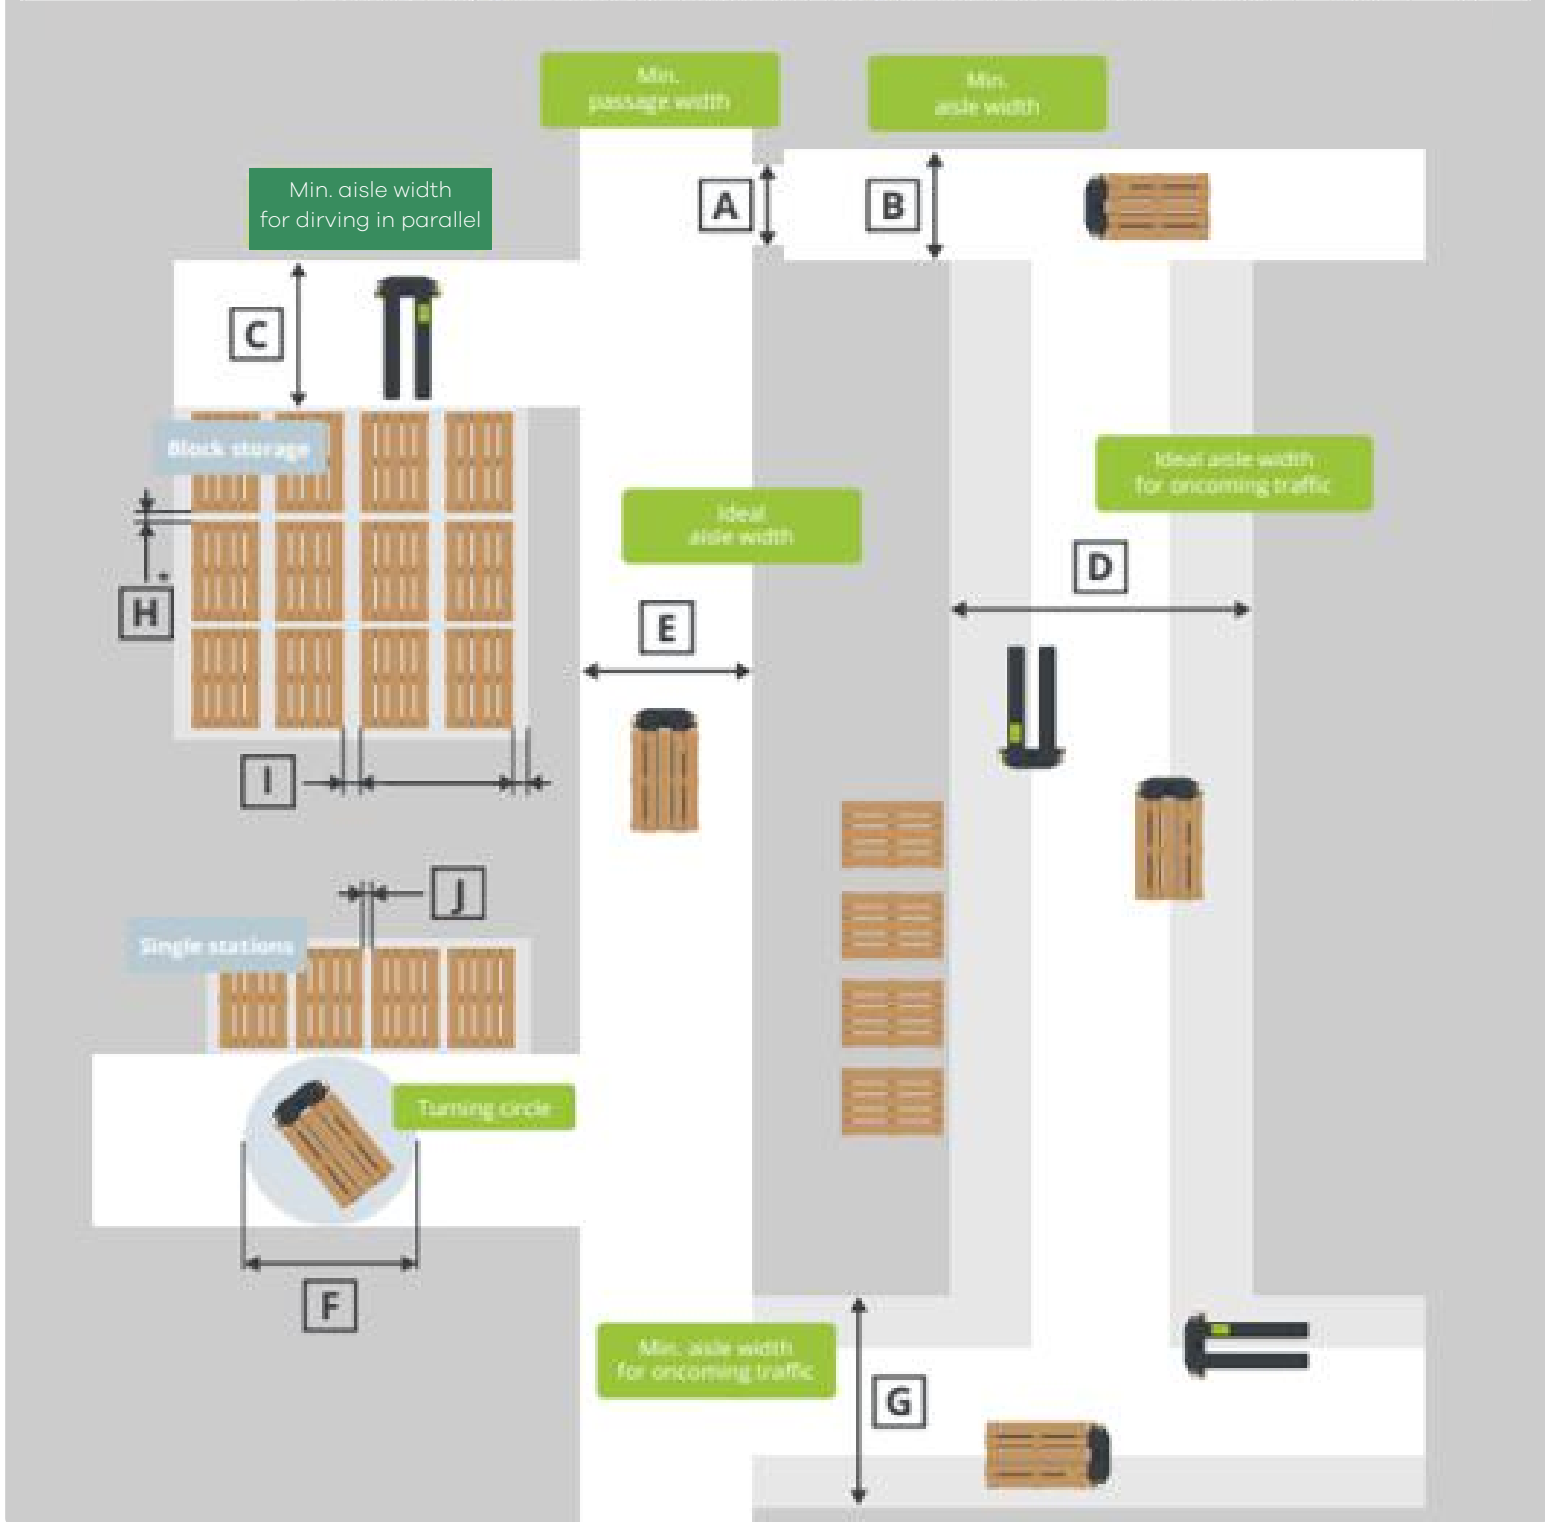 Min.
passage width
Min.
aisle width
Min. aisle width
for dirving in parallel
A
B
C
Block storage
Ideal aisle width
for oncoming traffic
Ideal
aisle width
D
H
*
E
I
J
Single stations
Turning circle
F
Min. aisle width
for oncoming traffic
G